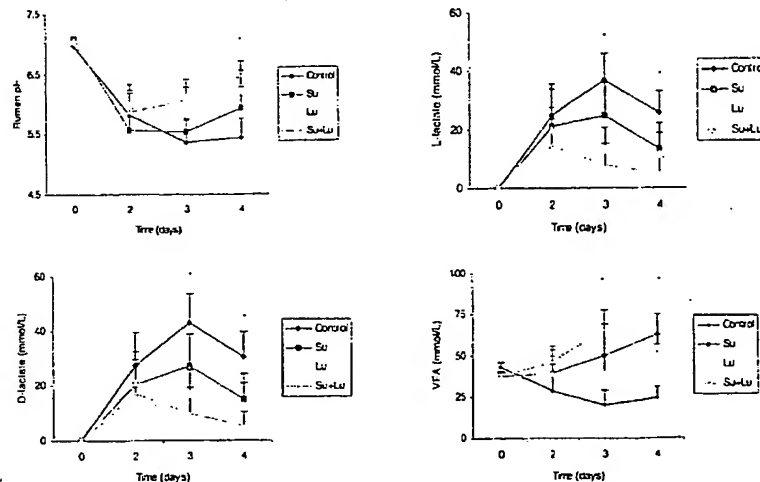 7.5
6.5
5.5
4.5
Rumen pH
0 2 3 4
Time (days)
Control
Su
Lu
Su+Lu
60
40
20
0
L-lactate (mmol/L)
0 2 3 4
Time (days)
Control
Su
Lu
Su+Lu
60
40
20
0
D-lactate (mmol/L)
0 2 3 4
Time (days)
Control
Su
Lu
Su+Lu
100
75
50
25
0
VFA (mmol/L)
0 2 3 4
Time (days)
Control
Su
Lu
Su+Lu